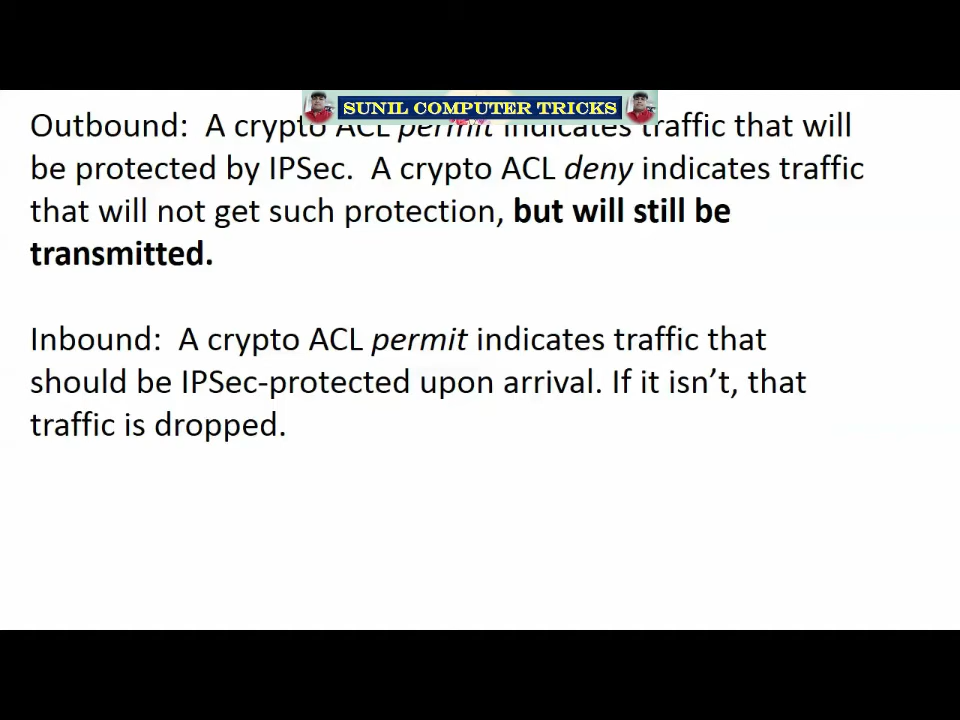 SUNIL COMPUTER TRICKS
Outbound: A crypto ACL permit indicates traffic that will
be protected by IPSec. A crypto ACL deny indicates traffic
that will not get such protection, but will still be
transmitted.
Inbound: A crypto ACL permit indicates traffic that
should be IPSec-protected upon arrival. If it isn’t, that
traffic is dropped.